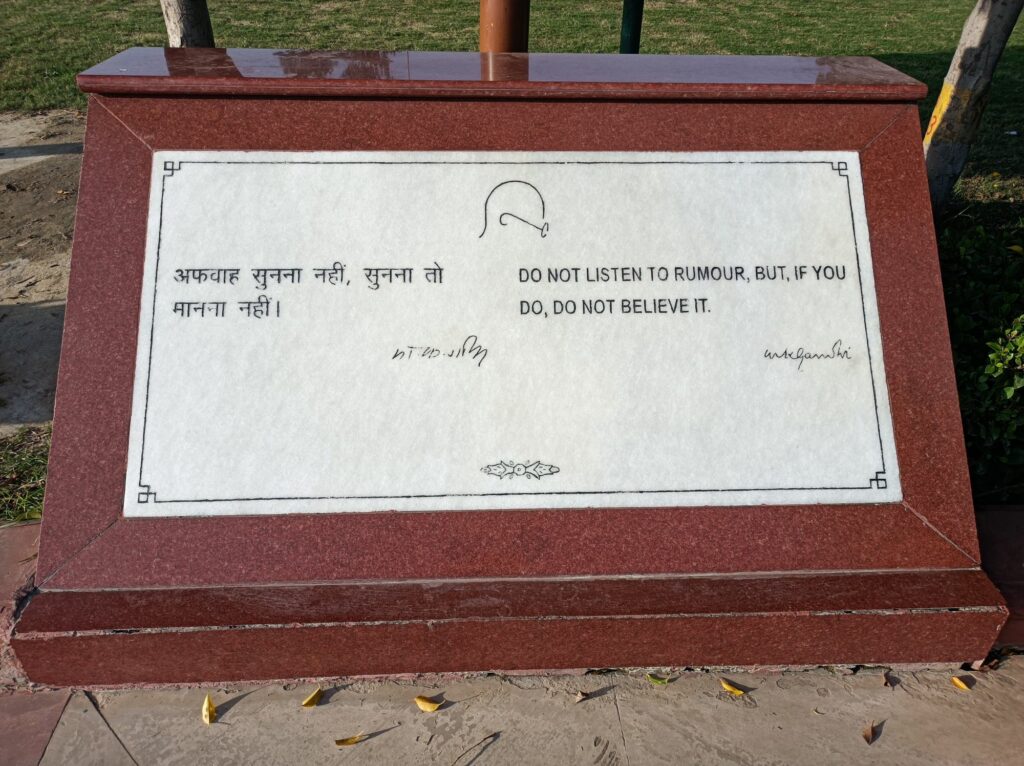 अफवाह सुनना नहीं, सुनना तो
मानना नहीं।
DO NOT LISTEN TO RUMOUR, BUT, IF YOU
DO, DO NOT BELIEVE IT.
mkgandhi